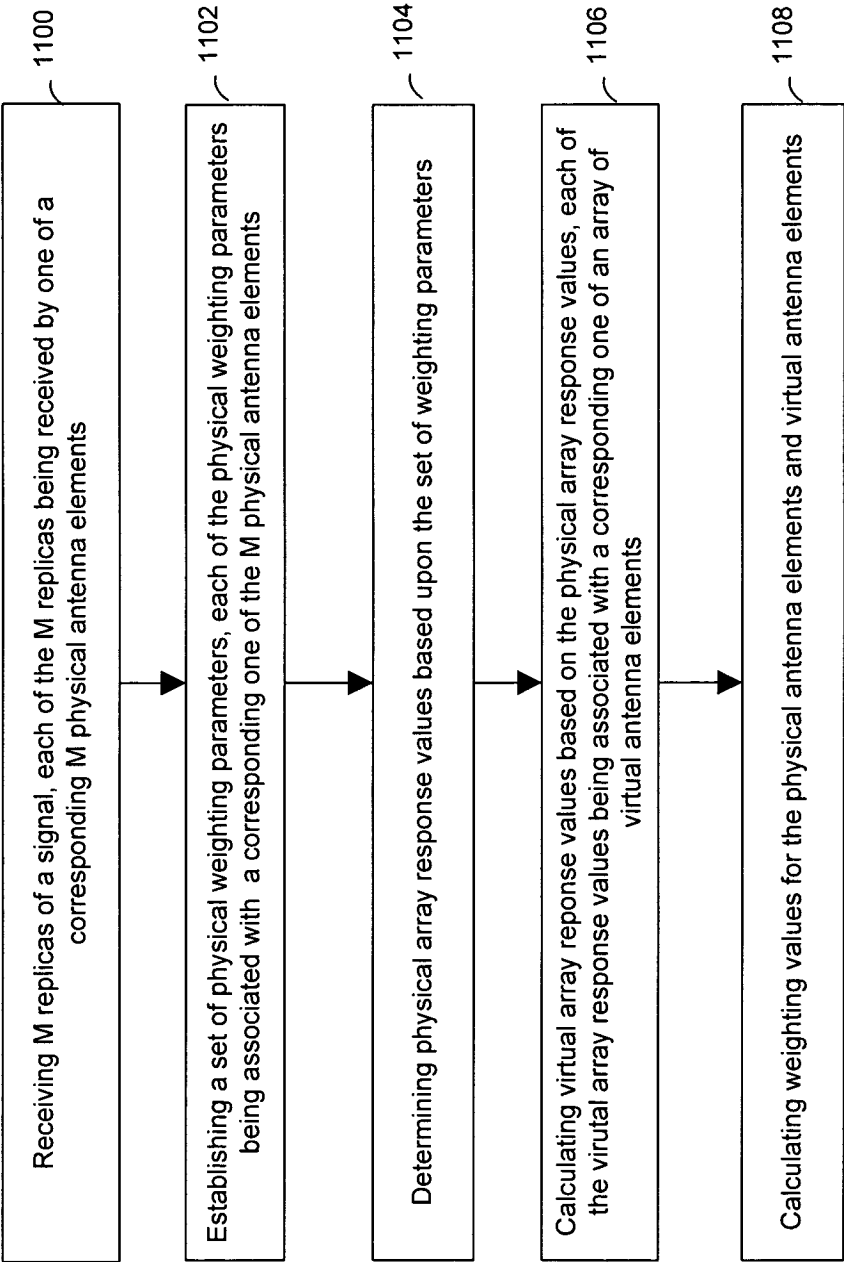 Receiving M replicas of a signal, each of the M replicas being received by one of a
corresponding M physical antenna elements
1100
Establishing a set of physical weighting parameters, each of the physical weighting parameters
being associated with a corresponding one of the M physical antenna elements
1102
Determining physical array response values based upon the set of weighting parameters
1104
Calculating virtual array reponse values based on the physical array response values, each of
the virutal array response values being associated with a corresponding one of an array of
virtual antenna elements
1106
Calculating weighting values for the physical antenna elements and virtual antenna elements
1108